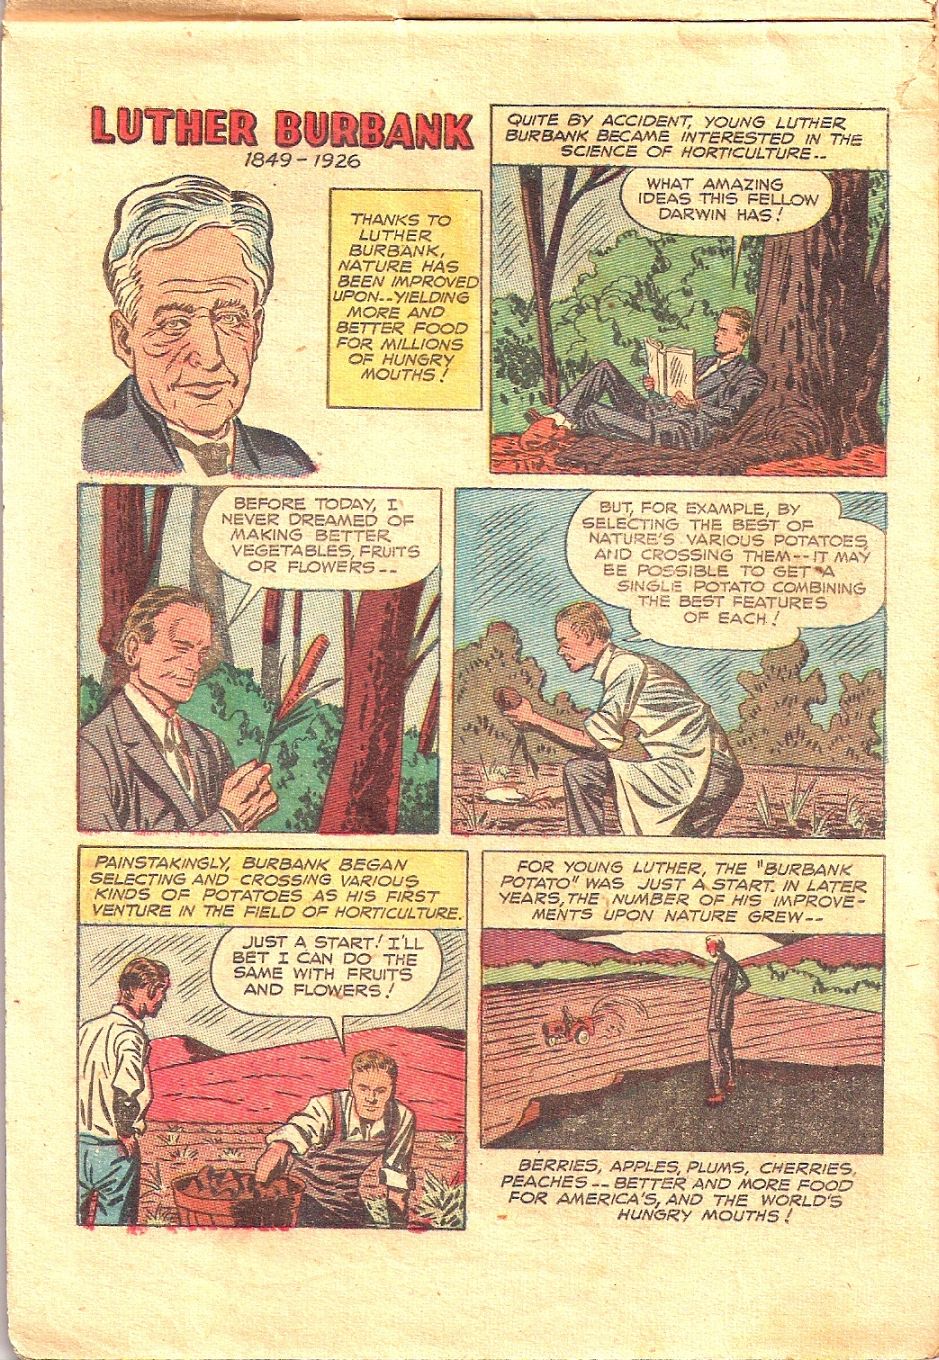 LUTHER BURBANK
1849-1926
THANKS TO
LUTHER
BURBANK,
NATURE HAS
BEEN IMPROVED
UPON--YIELDING
MORE AND
BETTER FOOD
FOR MILLIONS
OF HUNGRY
MOUTHS!
QUITE BY ACCIDENT, YOUNG LUTHER
BURBANK BECAME INTERESTED IN THE
SCIENCE OF HORTICULTURE--
WHAT AMAZING
IDEAS THIS FELLOW
DARWIN HAS!
BEFORE TODAY, I
NEVER DREAMED OF
MAKING BETTER
VEGETABLES, FRUITS
OR FLOWERS--
BUT, FOR EXAMPLE, BY
SELECTING THE BEST OF
NATURE'S VARIOUS POTATOES,
AND CROSSING THEM--IT MAY
BE POSSIBLE TO GET A
SINGLE POTATO COMBINING
THE BEST FEATURES
OF EACH!
PAINSTAKINGLY, BURBANK BEGAN
SELECTING AND CROSSING VARIOUS
KINDS OF POTATOES AS HIS FIRST
VENTURE IN THE FIELD OF HORTICULTURE.
JUST A START! I'LL
BET I CAN DO THE
SAME WITH FRUITS
AND FLOWERS!
FOR YOUNG LUTHER, THE "BURBANK
POTATO" WAS JUST A START. IN LATER
YEARS, THE NUMBER OF HIS IMPROVE-
MENTS UPON NATURE GREW--
BERRIES, APPLES, PLUMS, CHERRIES,
PEACHES -- BETTER AND MORE FOOD
FOR AMERICA'S, AND THE WORLD'S
HUNGRY MOUTHS!